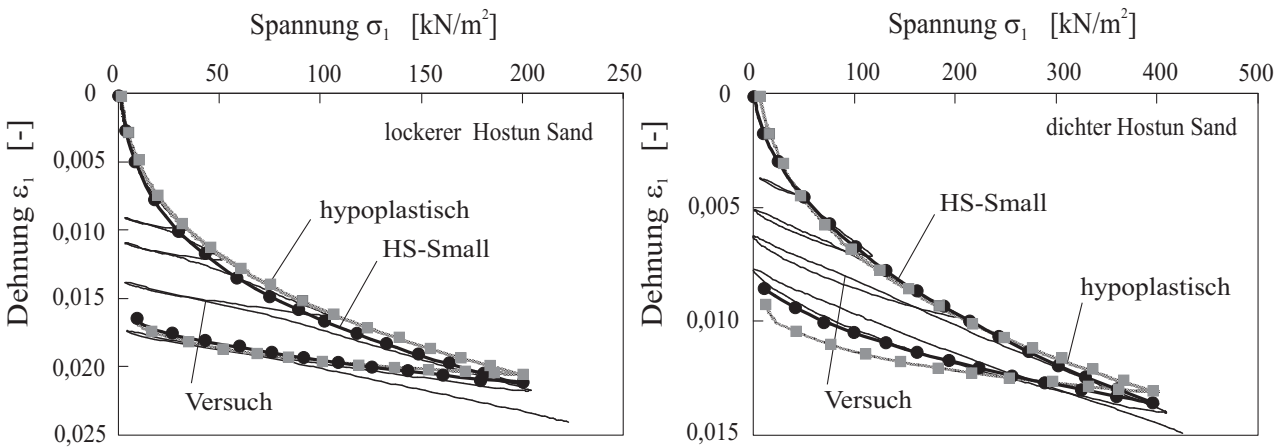 Spannung σ₁ [kN/m²]
0 50 100 150 200 250
0
0,005
0,010
0,015
0,020
0,025
Dehnung ε₁ [-]
lockerer Hostun Sand
hypoplastisch
HS-Small
Versuch
Spannung σ₁ [kN/m²]
0 100 200 300 400 500
0
0,005
0,010
0,015
Dehnung ε₁ [-]
dichter Hostun Sand
HS-Small
hypoplastisch
Versuch